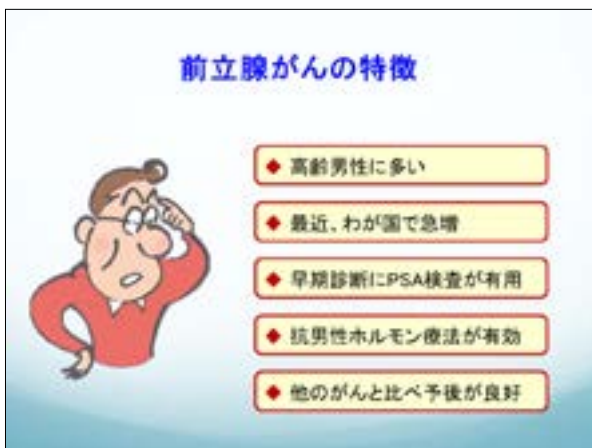 前立腺がんの特徴
◆ 高齢男性に多い
◆ 最近、わが国で急増
◆ 早期診断にPSA検査が有用
◆ 抗男性ホルモン療法が有効
◆ 他のがんと比べ予後が良好